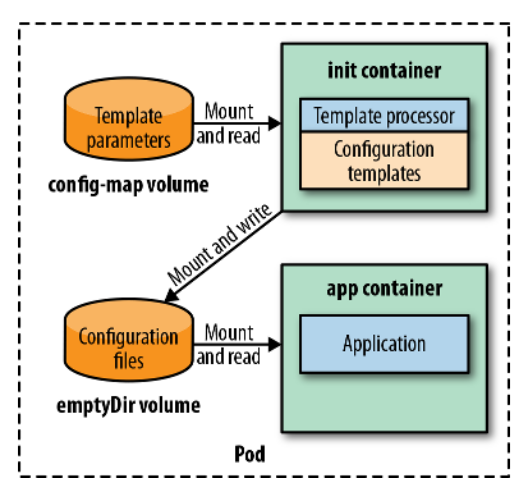 init container
Template
parameters
Mount
and read
Template processor
Configuration
templates
config-map volume
Mount and write
app container
Configuration
files
Mount
and read
Application
emptyDir volume
Pod